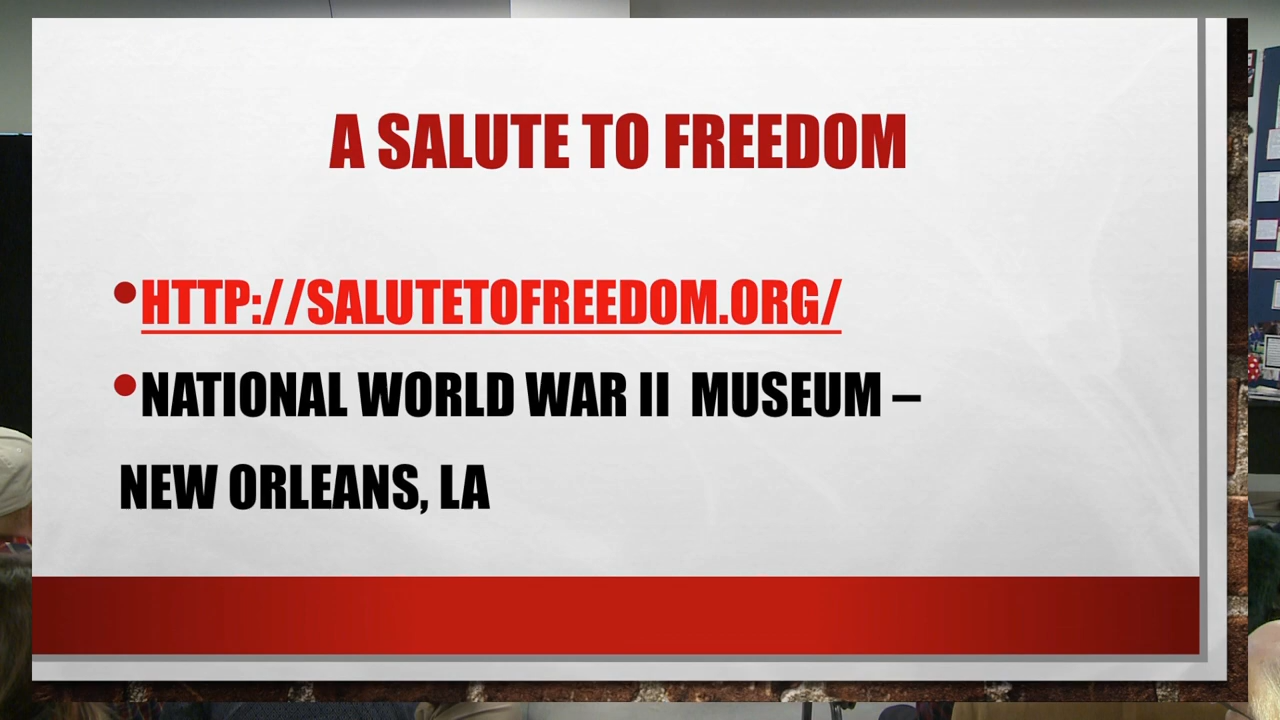 A SALUTE TO FREEDOM
•HTTP://SALUTETOFREEDOM.ORG/
•NATIONAL WORLD WAR II MUSEUM –
NEW ORLEANS, LA